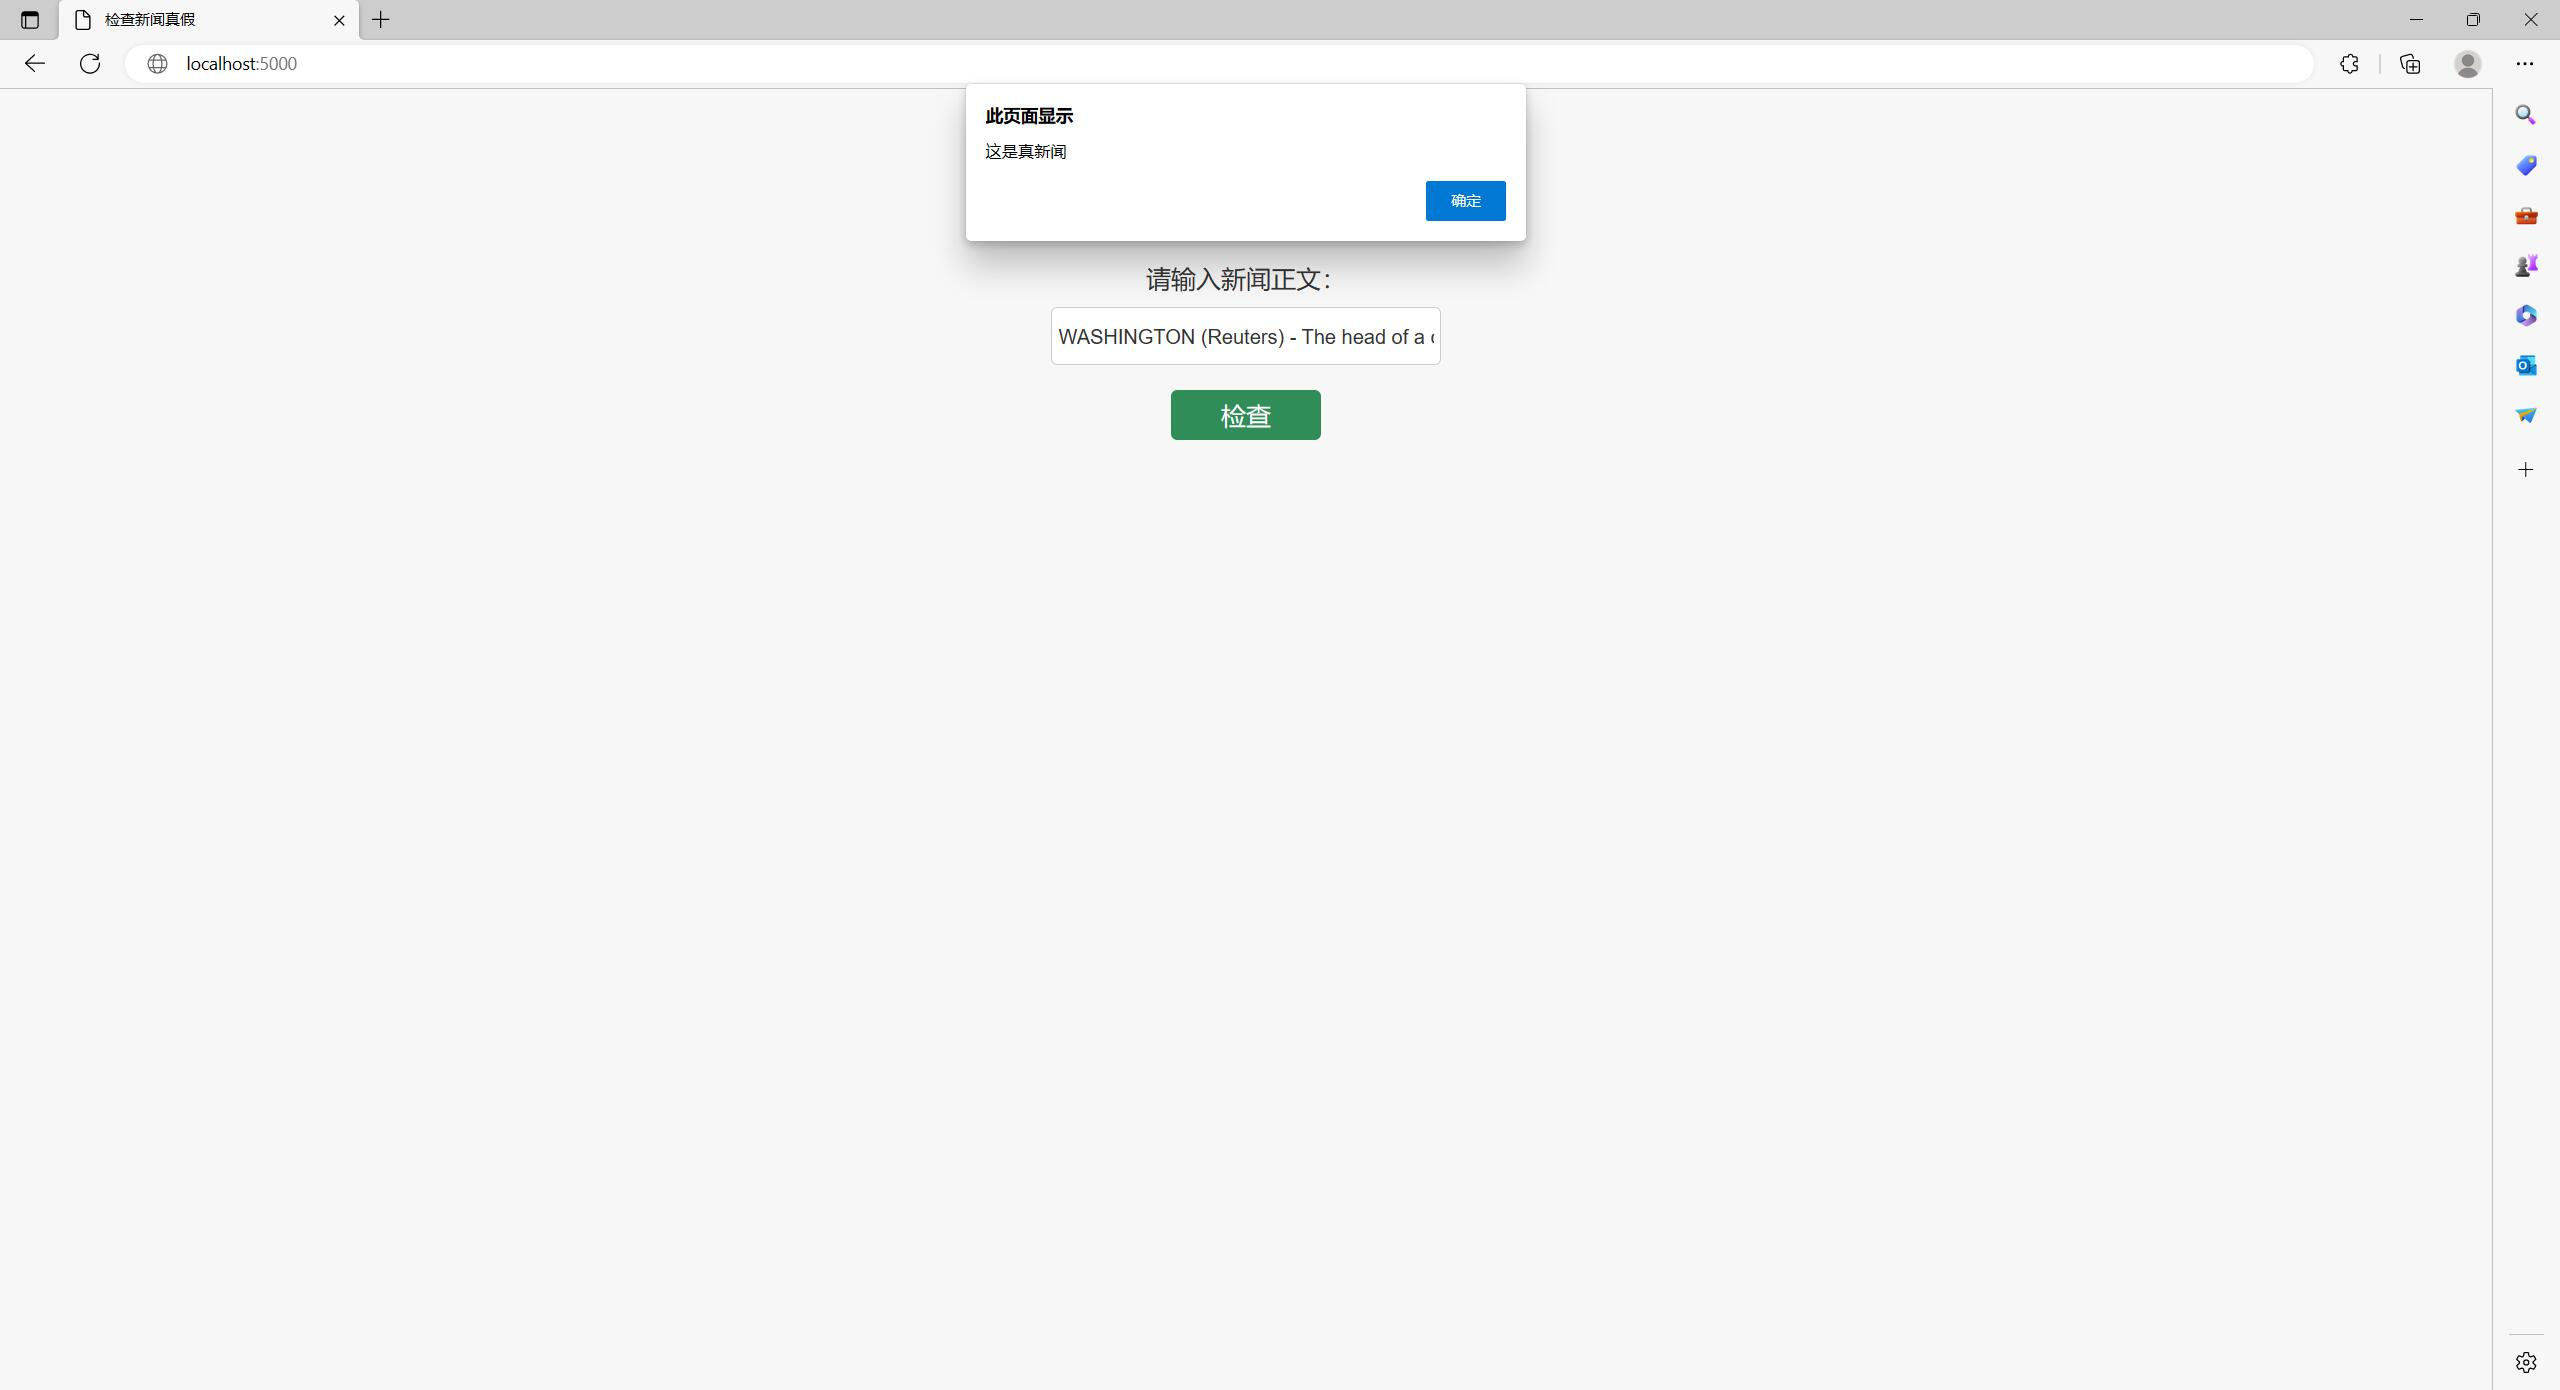 检查新闻真假
localhost:5000
此页面显示
这是真新闻
确定
请输入新闻正文：
WASHINGTON (Reuters) - The head of a
检查